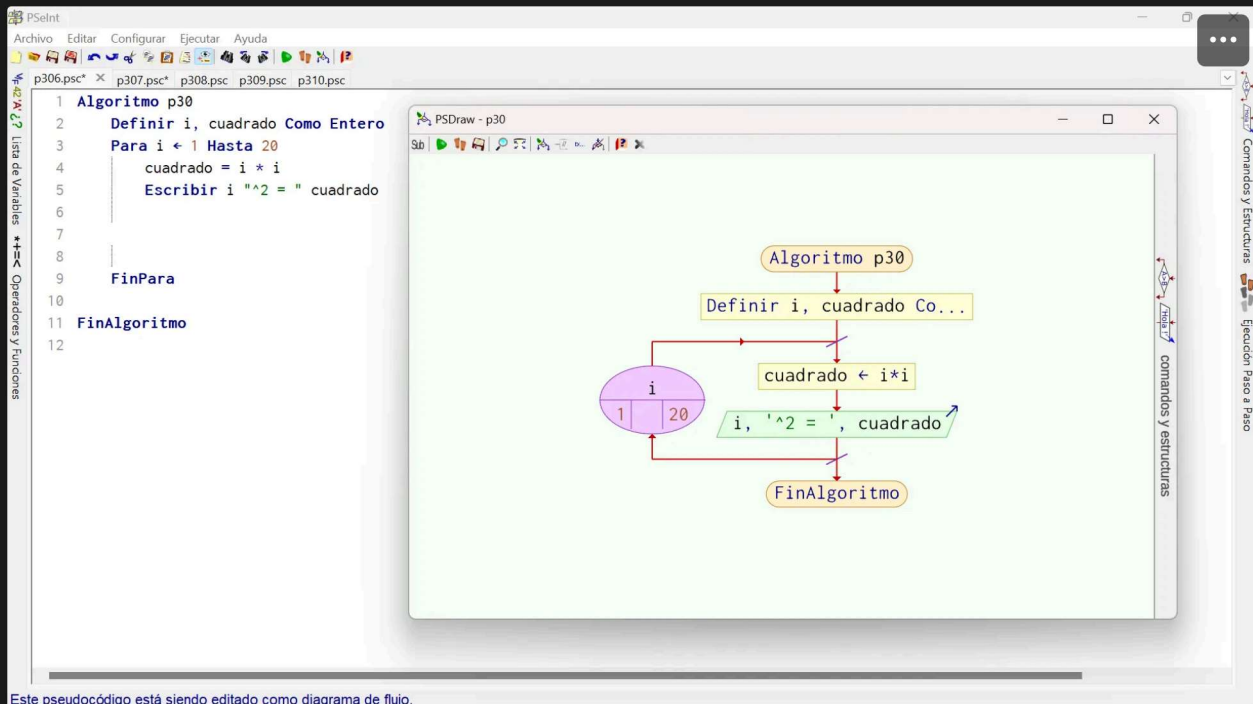 PSeInt
Archivo Editar Configurar Ejecutar Ayuda
p306.psc* p307.psc* p308.psc p309.psc p310.psc
1 Algoritmo p30
2 Definir i, cuadrado Como Entero
3 Para i ← 1 Hasta 20
4 cuadrado = i * i
5 Escribir i "^2 = " cuadrado
6
7
8
9 FinPara
10
11 FinAlgoritmo
12
Lista de Variables
*+=< Operadores y Funciones
PSDraw - p30
Sub
Algoritmo p30
Definir i, cuadrado Co...
cuadrado ← i*i
i
1 20
i, '^2 = ', cuadrado
FinAlgoritmo
A>B
'Hola !'
comandos y estructuras
Comandos y Estructuras
Ejecución Paso a Paso
Este pseudocódigo está siendo editado como diagrama de flujo.